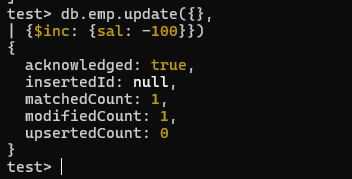 test> db.emp.update({},
| {$inc: {sal: -100}})
{
  acknowledged: true,
  insertedId: null,
  matchedCount: 1,
  modifiedCount: 1,
  upsertedCount: 0
}
test>